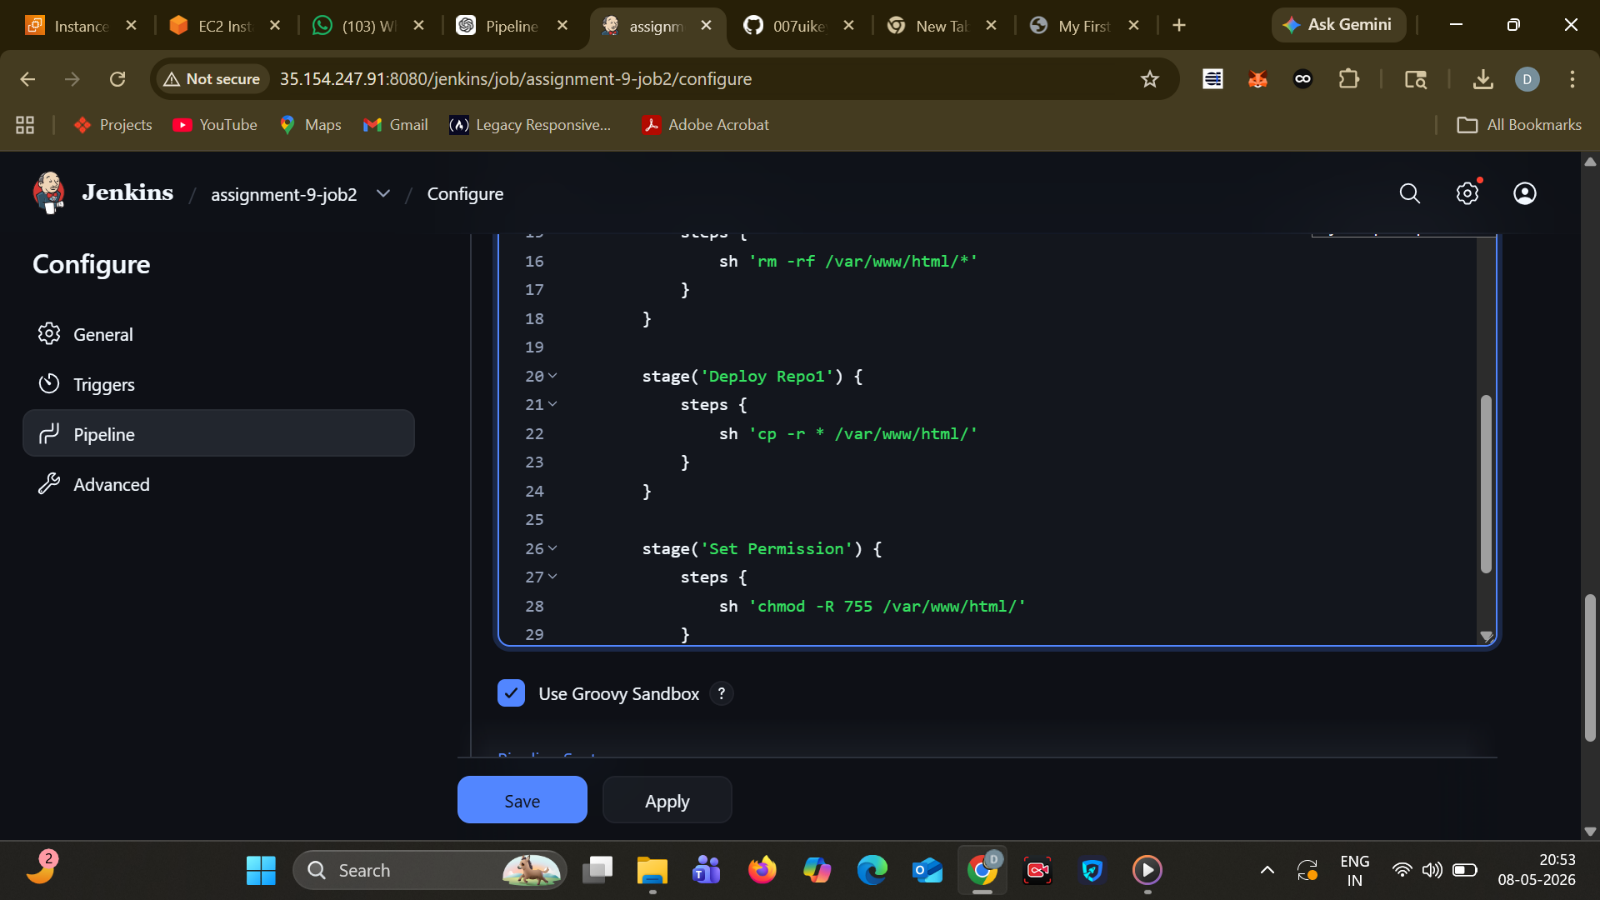 Instance
EC2 Inst
(103) W
Pipeline
assignm
007uike
New Tab
My First
Ask Gemini
Not secure
35.154.247.91:8080/jenkins/job/assignment-9-job2/configure
D
Projects
YouTube
Maps
Gmail
Legacy Responsive...
Adobe Acrobat
All Bookmarks
Jenkins / assignment-9-job2 / Configure
Configure
General
Triggers
Pipeline
Advanced
15 steps {
16 sh 'rm -rf /var/www/html/*'
17 }
18 }
19
20 stage('Deploy Repo1') {
21 steps {
22 sh 'cp -r * /var/www/html/'
23 }
24 }
25
26 stage('Set Permission') {
27 steps {
28 sh 'chmod -R 755 /var/www/html/'
29 }
Use Groovy Sandbox ?
Save
Apply
2
Search
D
ENG
IN
20:53
08-05-2026